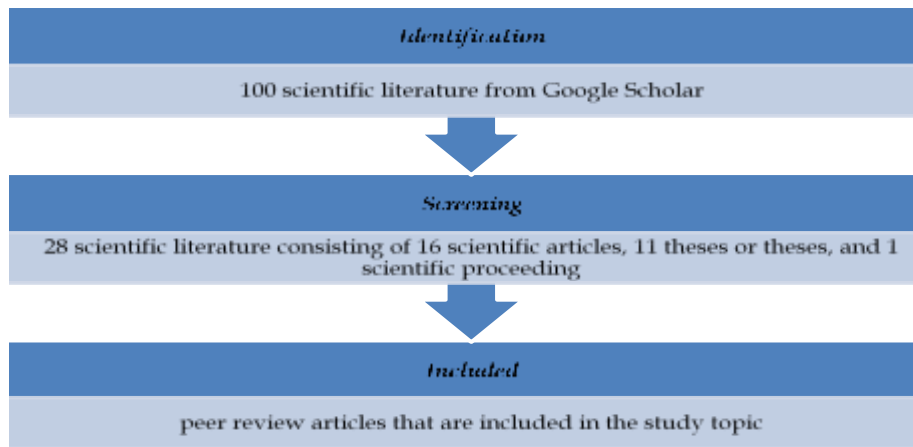 Identification
100 scientific literature from Google Scholar
Screening
28 scientific literature consisting of 16 scientific articles, 11 theses or theses, and 1
scientific proceeding
Included
peer review articles that are included in the study topic